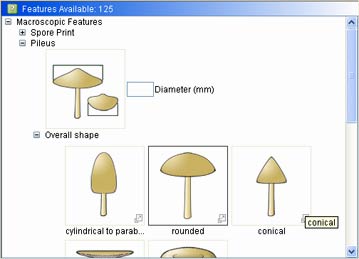 Features Available: 125
Macroscopic Features
Spore Print
Pileus
Diameter (mm)
Overall shape
cylindrical to parab...
rounded
conical
conical